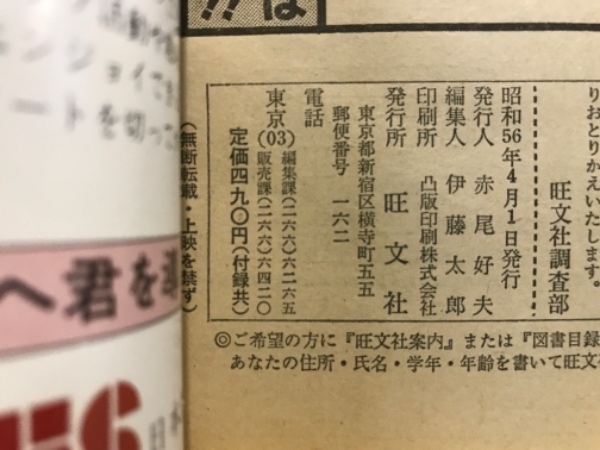 !!は
りおとりかえいたします。
旺文社調査部
昭和56年4月1日発行
発行人 赤尾好夫
編集人 伊藤太郎
印刷所 凸版印刷株式会社
発行所 旺文社
東京都新宿区横寺町五五
郵便番号 一六二
電話
東京(03)
編集課(二六六)六二六五
販売課(二六六)六四二〇
定価四九〇円(付録共)
(無断転載・上映を禁ず)
◎ご希望の方に『旺文社案内』または『図書目録
あなたの住所・氏名・学年・年齢を書いて旺文
ートを切っ
へ君を